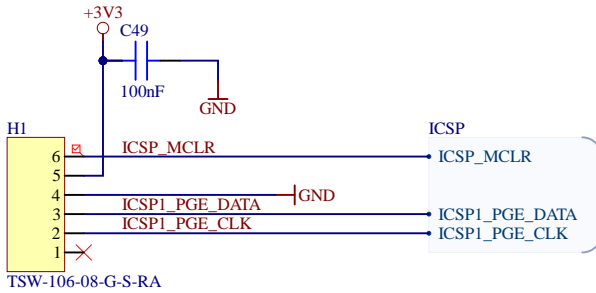 +3V3
C49
100nF
GND
H1
ICSP
6
ICSP_MCLR
ICSP_MCLR
5
4
GND
3
ICSP1_PGE_DATA
ICSP1_PGE_DATA
2
ICSP1_PGE_CLK
ICSP1_PGE_CLK
1
TSW-106-08-G-S-RA